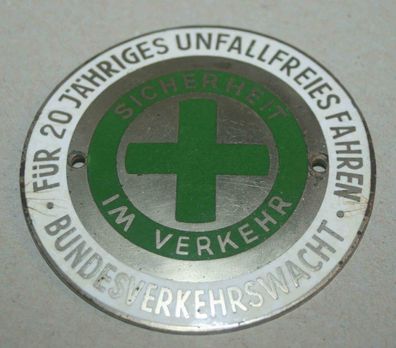 · FÜR 20 JÄHRIGES UNFALLFREIES FAHREN ·
BUNDESVERKEHRSWACHT
SICHERHEIT
IM VERKEHR